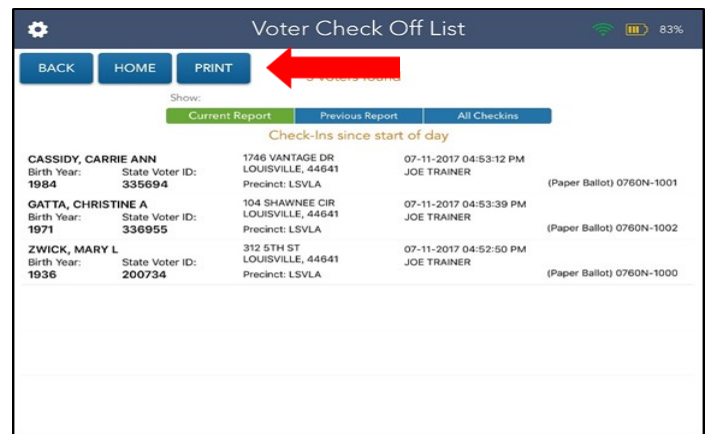 Voter Check Off List
83%
BACK HOME PRINT
Show:
Current Report Previous Report All Checkins
Check-Ins since start of day
CASSIDY, CARRIE ANN 1746 VANTAGE DR 07-11-2017 04:53:12 PM
Birth Year: State Voter ID: LOUISVILLE, 44641 JOE TRAINER
1984 335694 Precinct: LSVLA (Paper Ballot) 0760N-1001
GATTA, CHRISTINE A 104 SHAWNEE CIR 07-11-2017 04:53:39 PM
Birth Year: State Voter ID: LOUISVILLE, 44641 JOE TRAINER
1971 336955 Precinct: LSVLA (Paper Ballot) 0760N-1002
ZWICK, MARY L 312 5TH ST 07-11-2017 04:52:50 PM
Birth Year: State Voter ID: LOUISVILLE, 44641 JOE TRAINER
1936 200734 Precinct: LSVLA (Paper Ballot) 0760N-1000